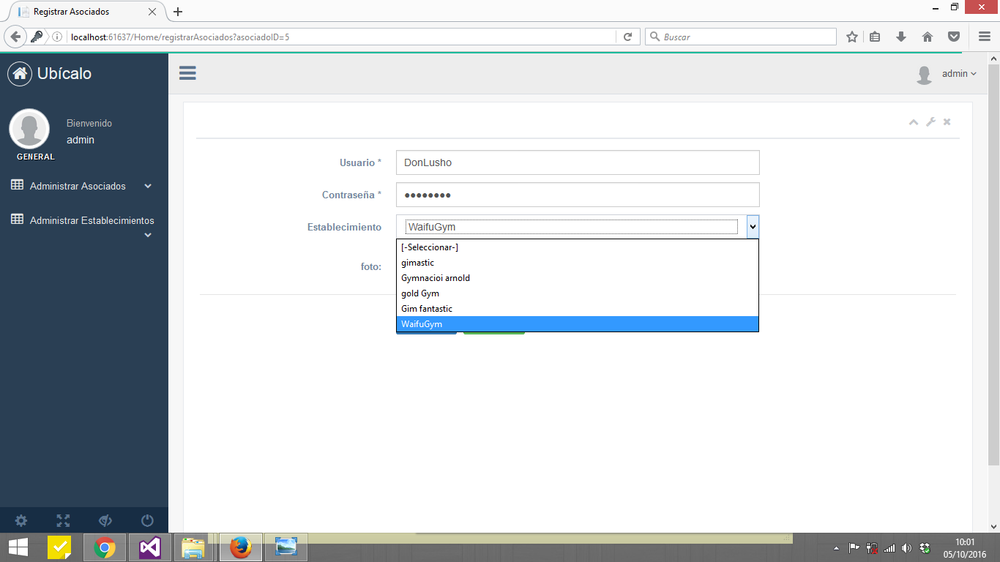 Registrar Asociados
localhost:61637/Home/registrarAsociados?asociadoID=5
Buscar
Ubícalo
admin
Bienvenido
admin
GENERAL
Administrar Asociados
Administrar Establecimientos
Usuario * DonLusho
Contraseña * ●●●●●●●●
Establecimiento WaifuGym
[-Seleccionar-]
gimastic
foto:
Gymnacioi arnold
gold Gym
Gim fantastic
WaifuGym
10:01
05/10/2016